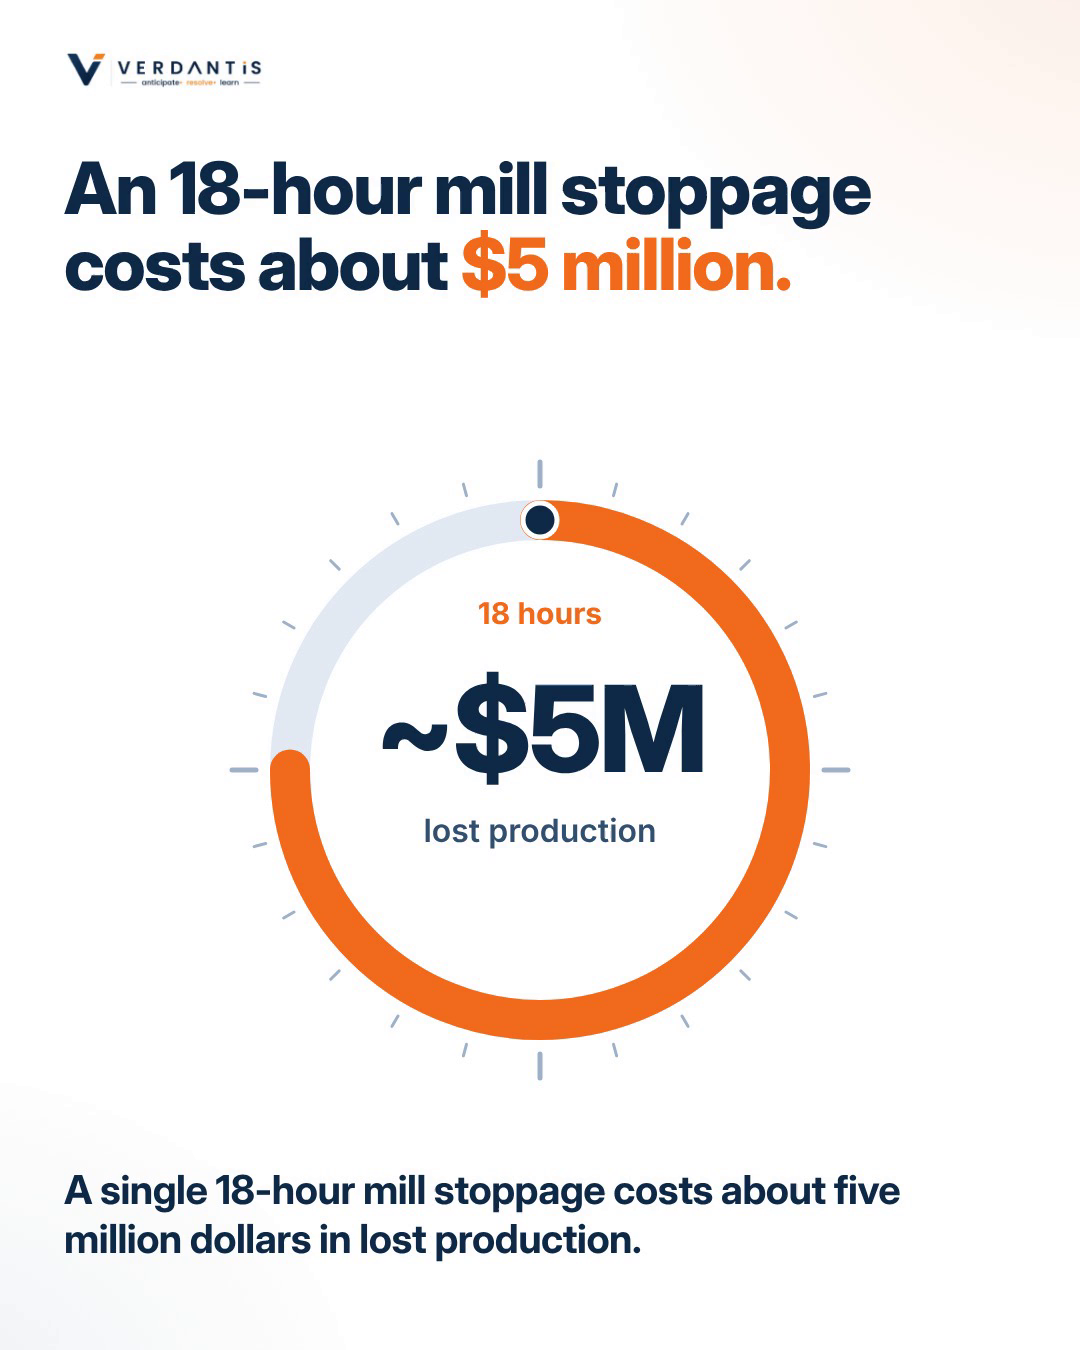 VERDANTiS
anticipate• resolve• learn
An 18-hour mill stoppage
costs about $5 million.
18 hours
~$5M
lost production
A single 18-hour mill stoppage costs about five
million dollars in lost production.